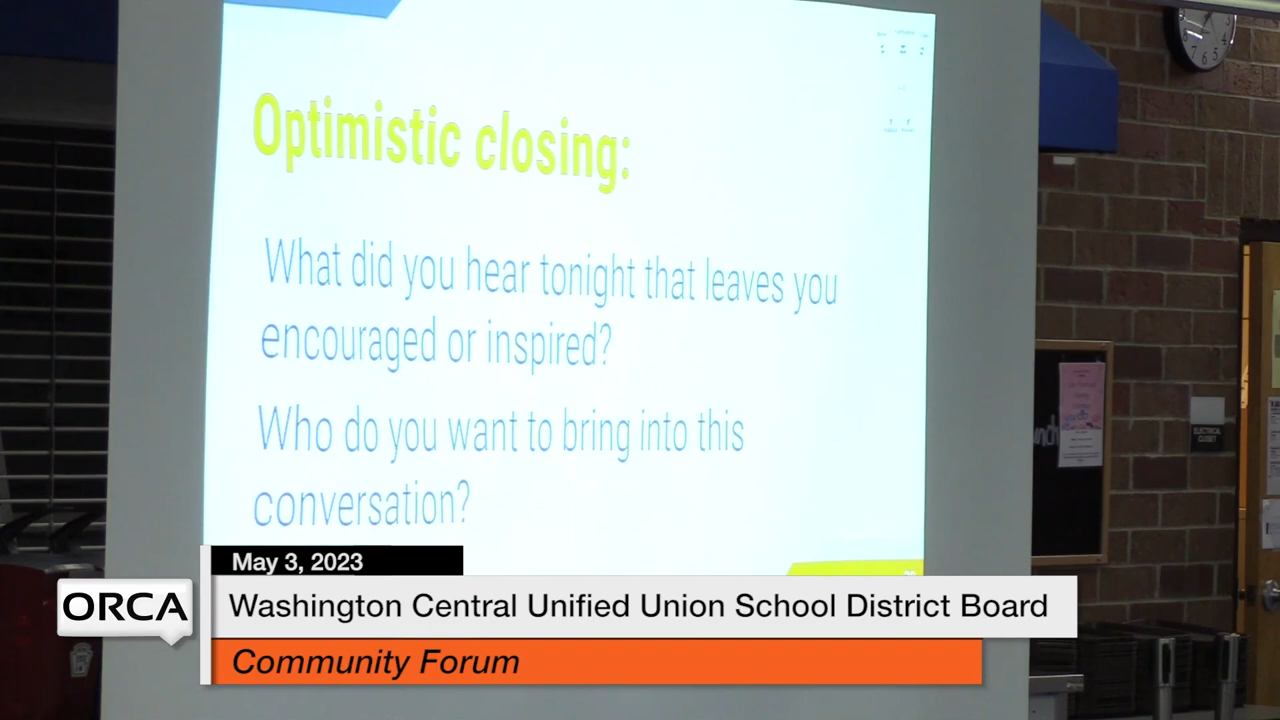 Optimistic closing:
What did you hear tonight that leaves you
encouraged or inspired?
Who do you want to bring into this
conversation?
ELECTRICAL
CLOSET
May 3, 2023
ORCA
Washington Central Unified Union School District Board
Community Forum